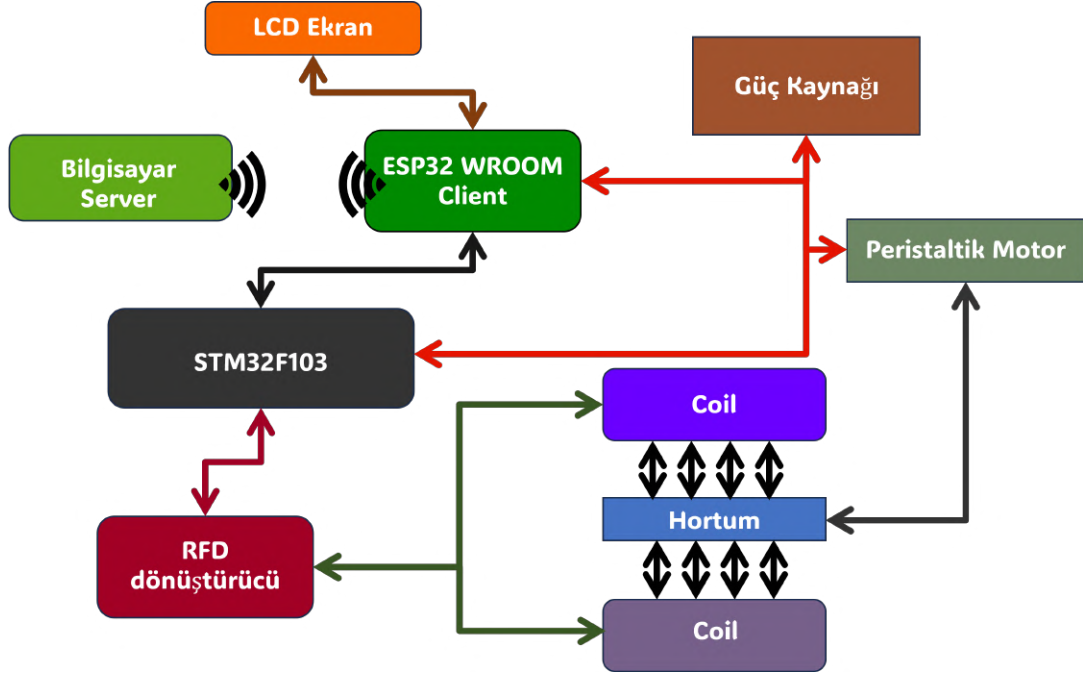 LCD Ekran
Güç Kaynağı
Bilgisayar
Server
ESP32 WROOM
Client
Peristaltik Motor
STM32F103
Coil
Hortum
RFD
dönüştürücü
Coil